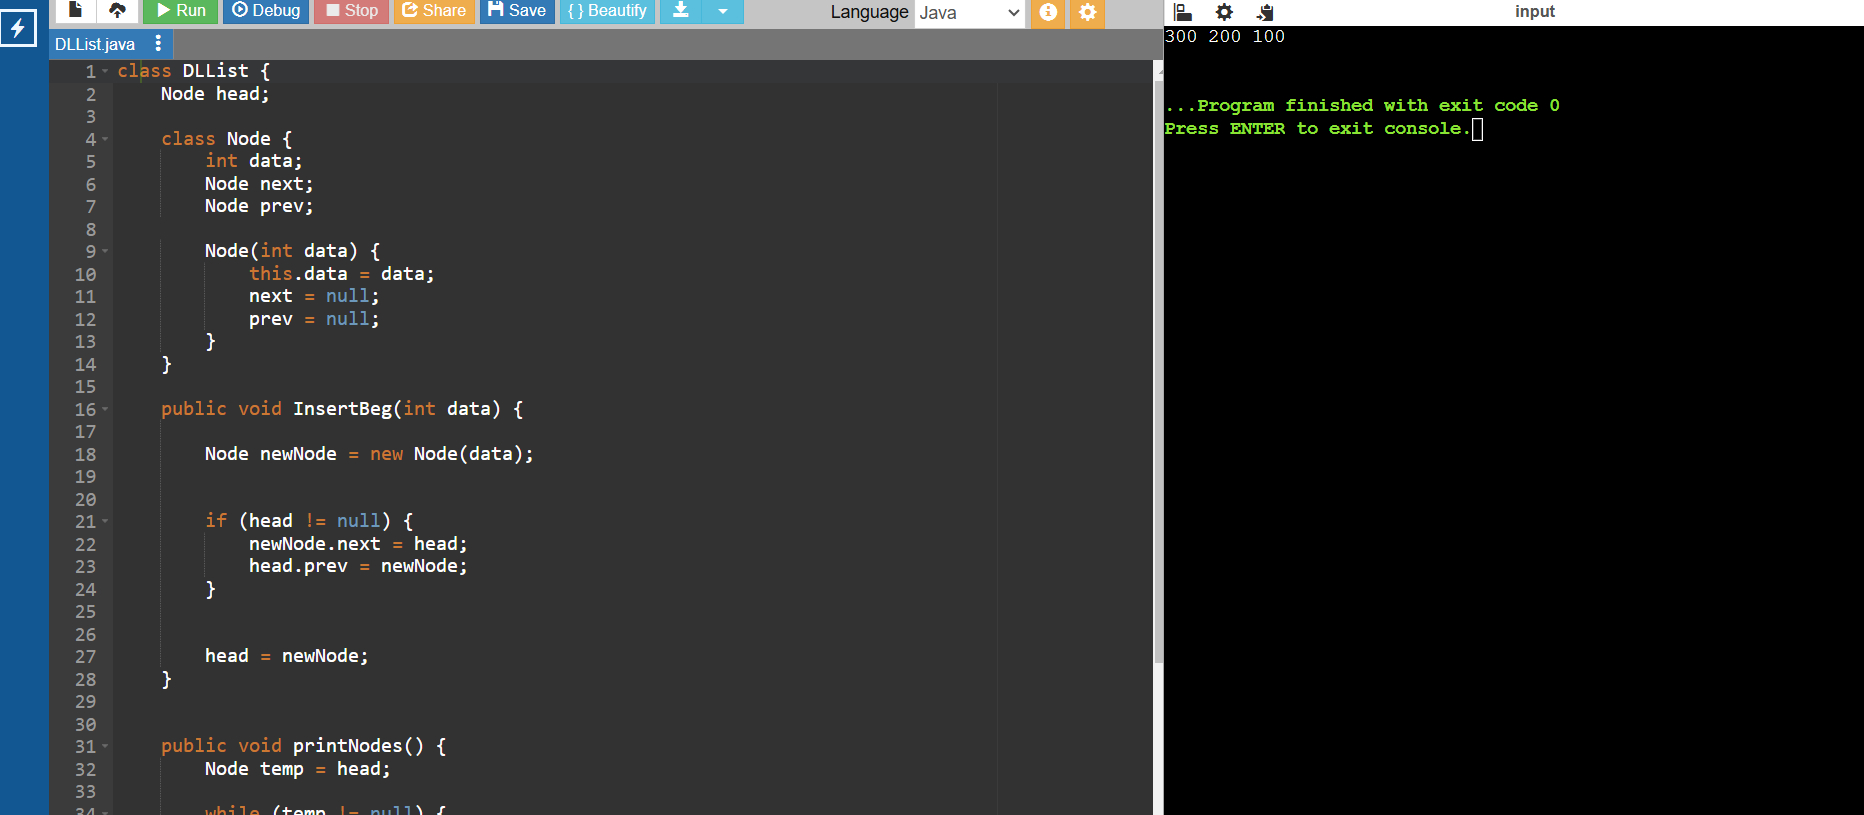 Run Debug Stop Share Save { } Beautify
Language Java
input
DLList.java
300 200 100
...Program finished with exit code 0
Press ENTER to exit console.
1 class DLList {
2 Node head;
3
4 class Node {
5 int data;
6 Node next;
7 Node prev;
8
9 Node(int data) {
10 this.data = data;
11 next = null;
12 prev = null;
13 }
14 }
15
16 public void InsertBeg(int data) {
17
18 Node newNode = new Node(data);
19
20
21 if (head != null) {
22 newNode.next = head;
23 head.prev = newNode;
24 }
25
26
27 head = newNode;
28 }
29
30
31 public void printNodes() {
32 Node temp = head;
33
34 while (temp != null) {